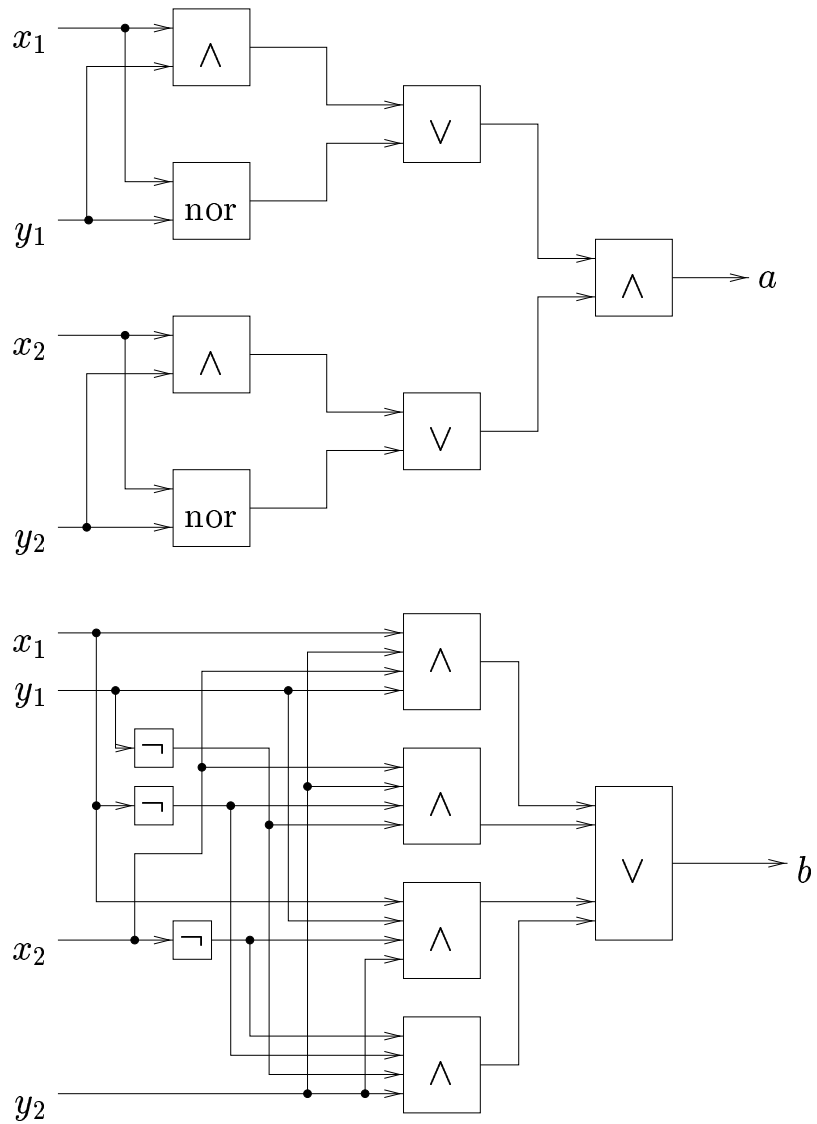 x₁
∧
∨
nor
y₁
∧
a
x₂
∧
∨
nor
y₂
x₁
∧
y₁
¬
¬
∧
∨
b
∧
x₂
¬
∧
y₂